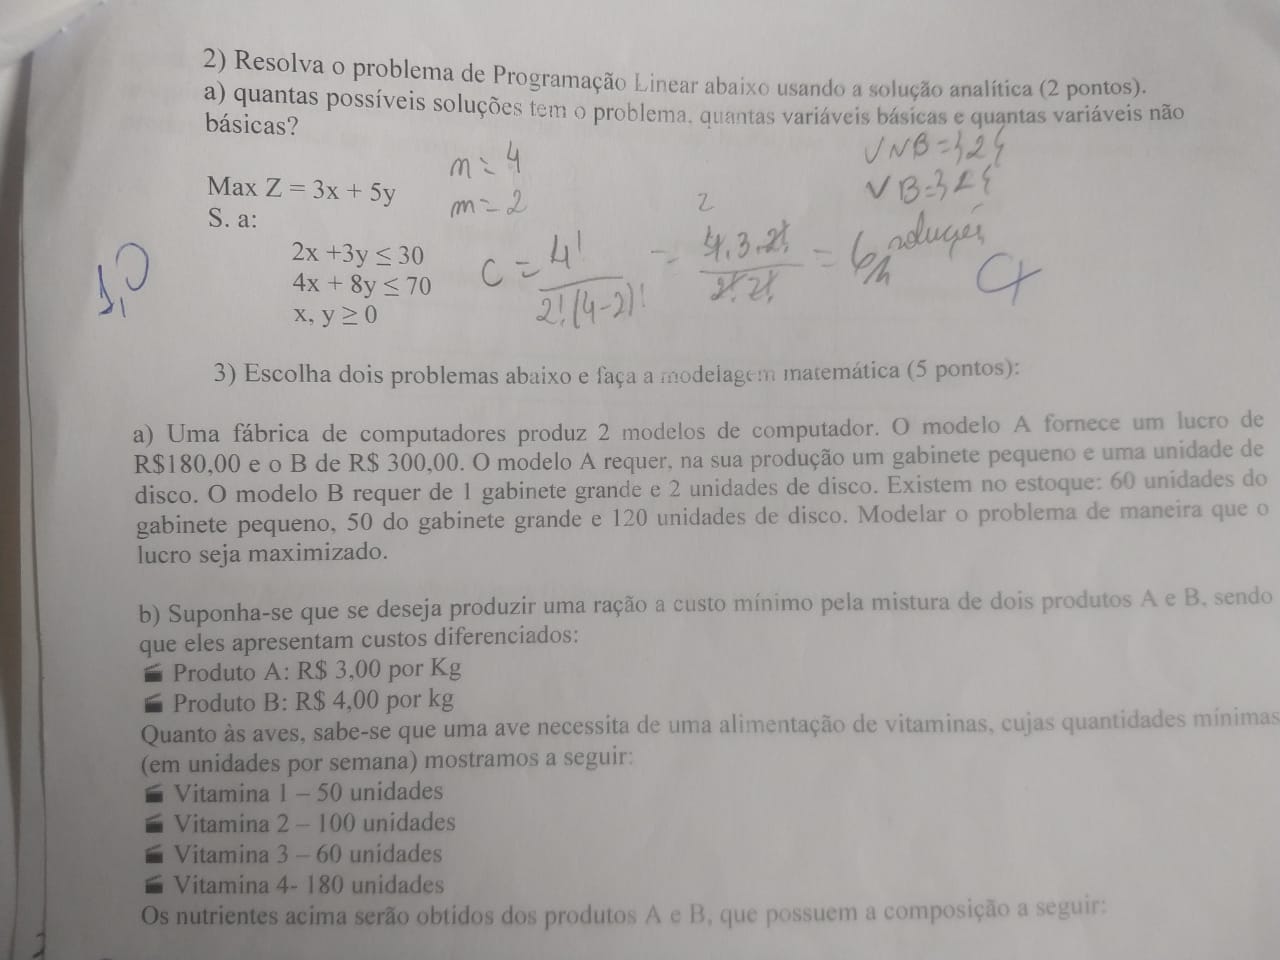 2) Resolva o problema de Programação Linear abaixo usando a solução analítica (2 pontos).
a) quantas possíveis soluções tem o problema, quantas variáveis básicas e quantas variáveis não
básicas?
VNB={2}
VB={2}
n=4
m=2
Max Z = 3x + 5y
S. a:
2x +3y ≤ 30
4x + 8y ≤ 70
x, y ≥ 0
C = 4! / 2!(4-2)! = 4.3.2! / 2!.2! = 6 soluções
2
1,0
C
3) Escolha dois problemas abaixo e faça a modelagem matemática (5 pontos):
a) Uma fábrica de computadores produz 2 modelos de computador. O modelo A fornece um lucro de
R$180,00 e o B de R$ 300,00. O modelo A requer, na sua produção um gabinete pequeno e uma unidade de
disco. O modelo B requer de 1 gabinete grande e 2 unidades de disco. Existem no estoque: 60 unidades do
gabinete pequeno, 50 do gabinete grande e 120 unidades de disco. Modelar o problema de maneira que o
lucro seja maximizado.
b) Suponha-se que se deseja produzir uma ração a custo mínimo pela mistura de dois produtos A e B, sendo
que eles apresentam custos diferenciados:
Produto A: R$ 3,00 por Kg
Produto B: R$ 4,00 por kg
Quanto às aves, sabe-se que uma ave necessita de uma alimentação de vitaminas, cujas quantidades mínimas
(em unidades por semana) mostramos a seguir:
Vitamina 1 – 50 unidades
Vitamina 2 – 100 unidades
Vitamina 3 – 60 unidades
Vitamina 4- 180 unidades
Os nutrientes acima serão obtidos dos produtos A e B, que possuem a composição a seguir: